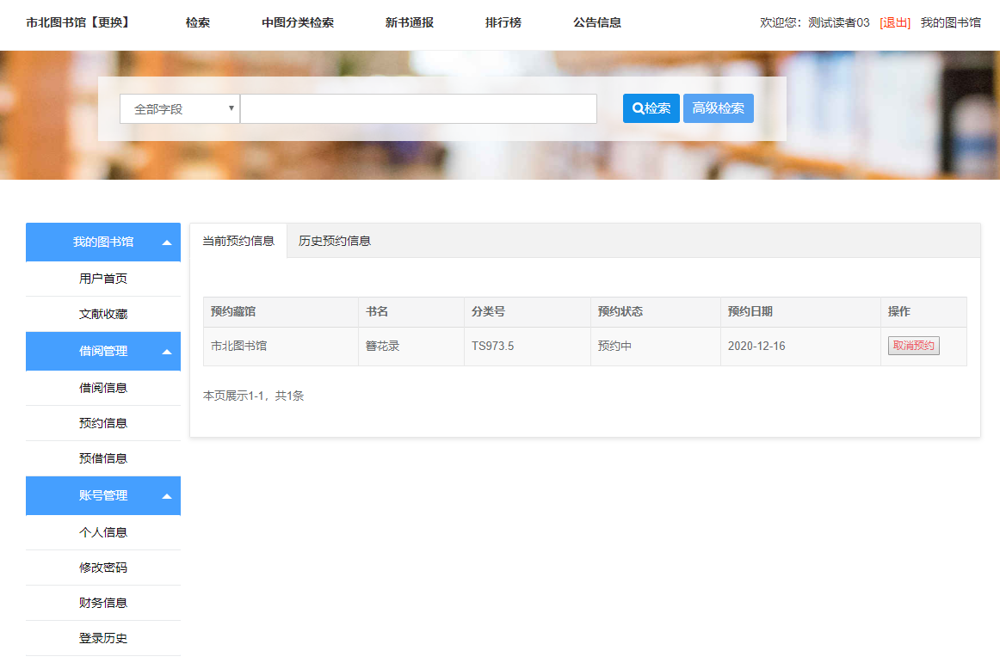 市北图书馆【更换】 检索 中图分类检索 新书通报 排行榜 公告信息 欢迎您：测试读者03 [退出] 我的图书馆
全部字段 检索 高级检索
我的图书馆
用户首页
文献收藏
借阅管理
借阅信息
预约信息
预借信息
账号管理
个人信息
修改密码
财务信息
登录历史
当前预约信息 历史预约信息
预约藏馆 书名 分类号 预约状态 预约日期 操作
市北图书馆 簪花录 TS973.5 预约中 2020-12-16 取消预约
本页展示1-1，共1条